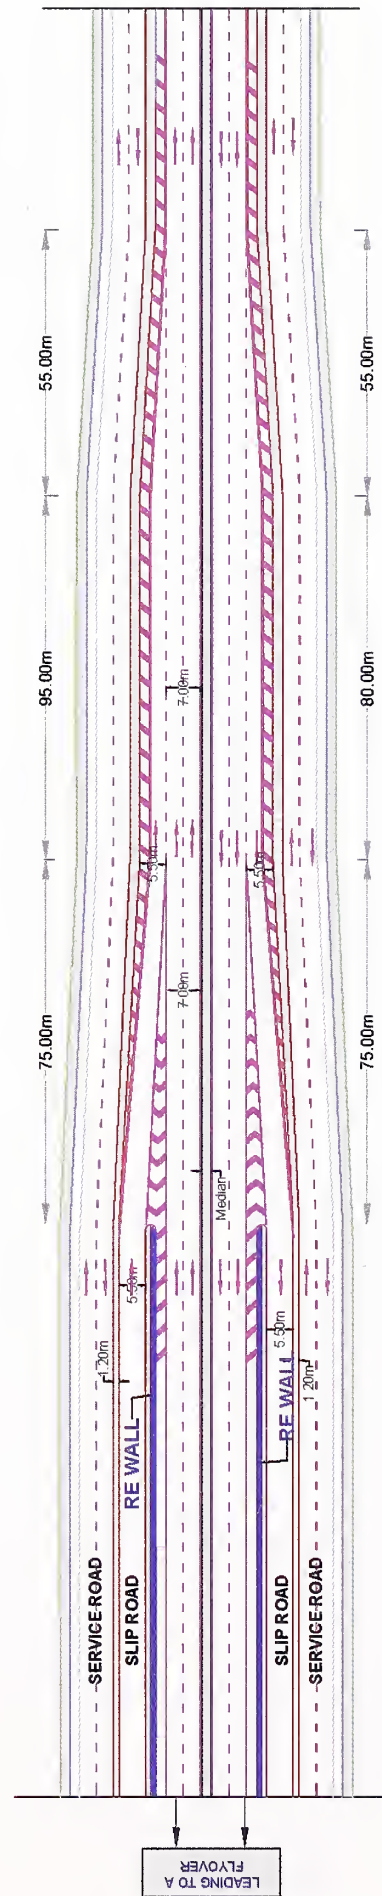 55.00m
55.00m
95.00m
80.00m
7.00m
5.50m
5.50m
75.00m
75.00m
7.00m
Median
5.50m
5.50m
1.20m
1.20m
RE WALL
RE WALL
SERVICE ROAD
SLIP ROAD
SLIP ROAD
SERVICE ROAD
LEADING TO A
FLYOVER